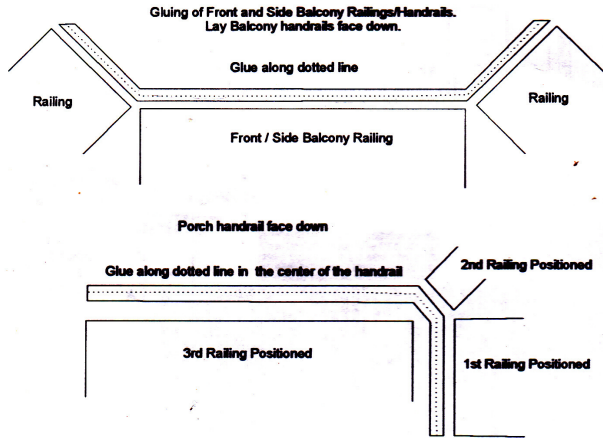 Gluing of Front and Side Balcony Railings/Handrails.
Lay Balcony handrails face down.
Glue along dotted line
Railing
Railing
Front / Side Balcony Railing
Porch handrail face down
2nd Railing Positioned
Glue along dotted line in the center of the handrail
3rd Railing Positioned
1st Railing Positioned